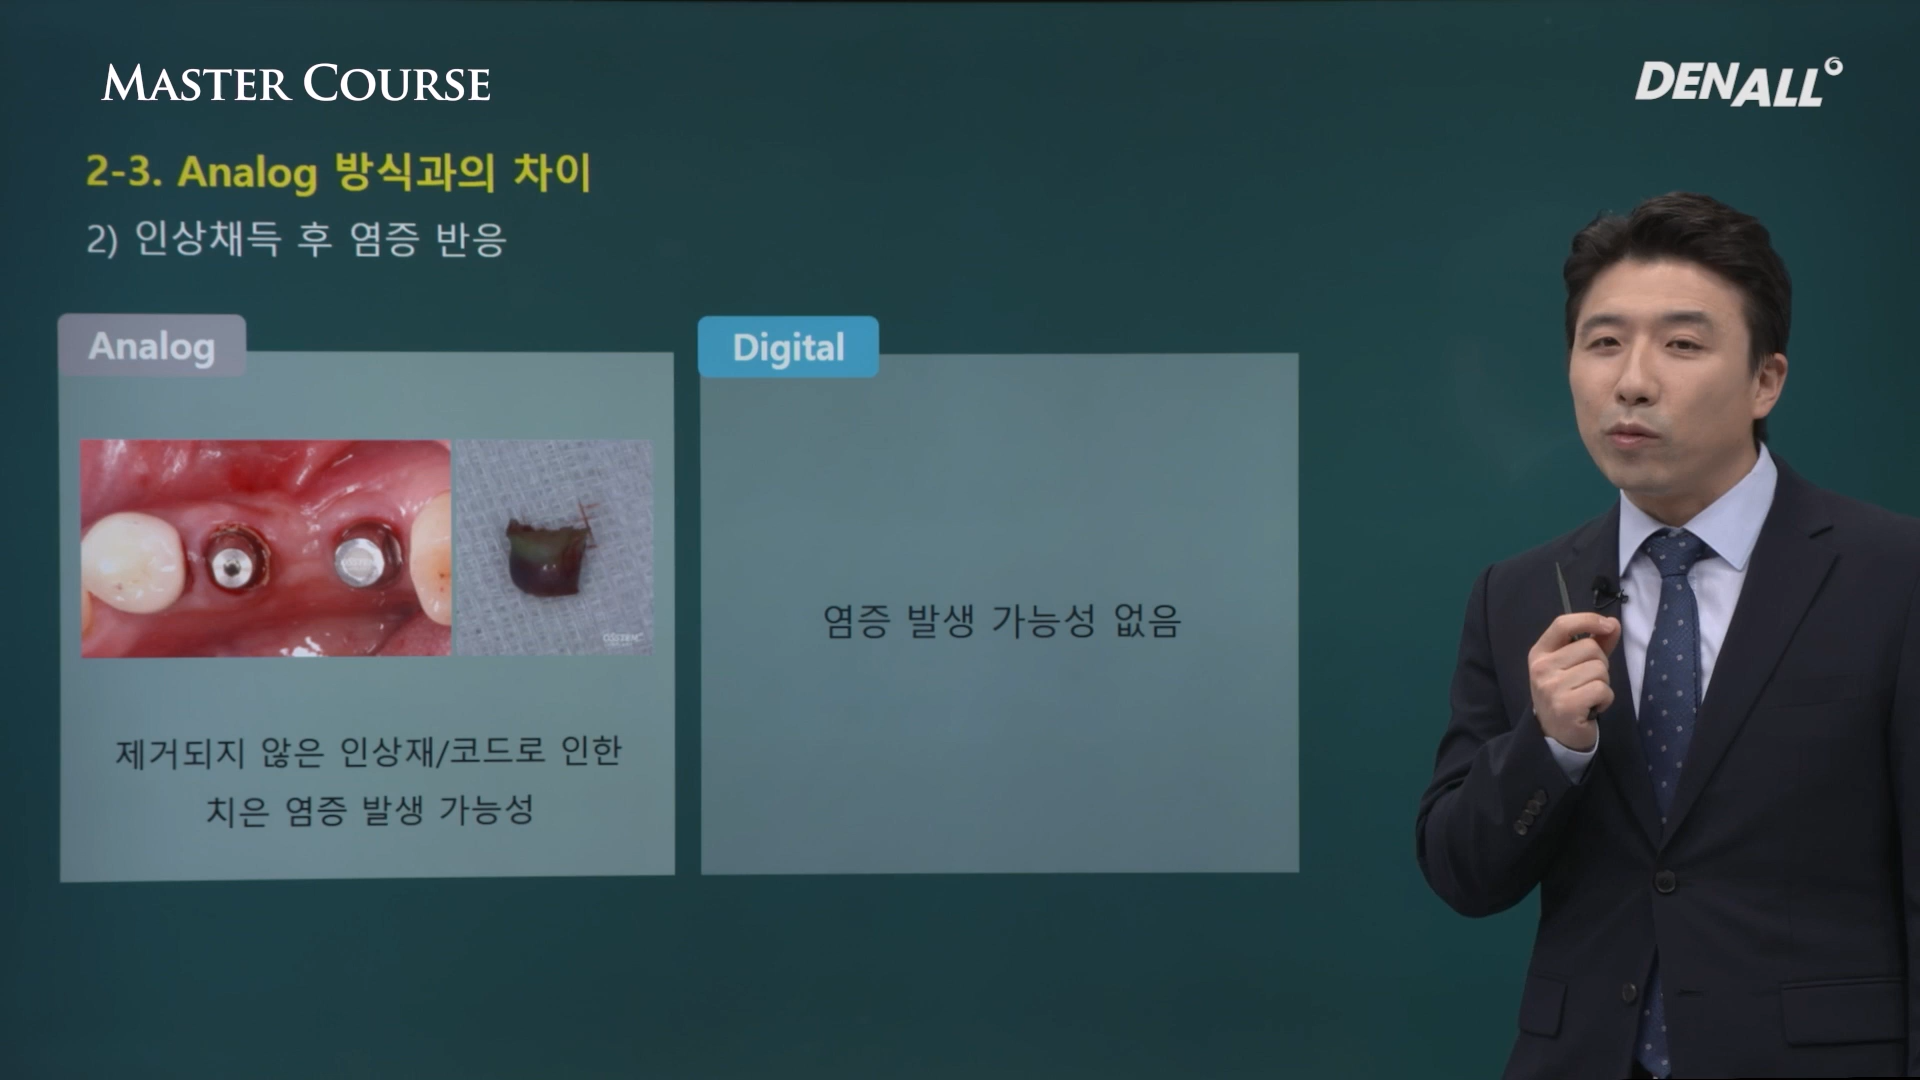 MASTER COURSE
DENALL
2-3. Analog 방식과의 차이
2) 인상채득 후 염증 반응
Analog
Digital
OSSTEM
제거되지 않은 인상재/코드로 인한
치은 염증 발생 가능성
염증 발생 가능성 없음